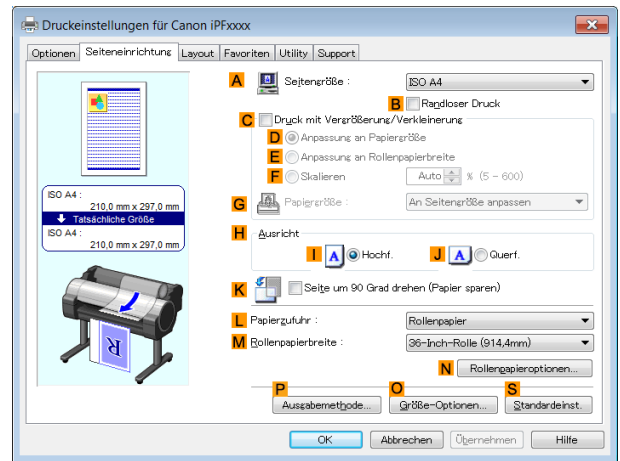 Druckeinstellungen für Canon iPFxxxx
Optionen Seiteneinrichtung Layout Favoriten Utility Support
A Seitengröße : ISO A4
B Randloser Druck
C Druck mit Vergrößerung/Verkleinerung
D Anpassung an Papiergröße
E Anpassung an Rollenpapierbreite
F Skalieren Auto % (5 - 600)
G Papiergröße : An Seitengröße anpassen
ISO A4 :
210,0 mm x 297,0 mm
Tatsächliche Größe
ISO A4 :
210,0 mm x 297,0 mm
H Ausricht
I A Hochf. J A Querf.
K Seite um 90 Grad drehen (Papier sparen)
R
L Papierzufuhr : Rollenpapier
M Rollenpapierbreite : 36-Inch-Rolle (914,4mm)
N Rollenpapieroptionen...
P O S
Ausgabemethode... Größe-Optionen... Standardeinst.
OK Abbrechen Übernehmen Hilfe